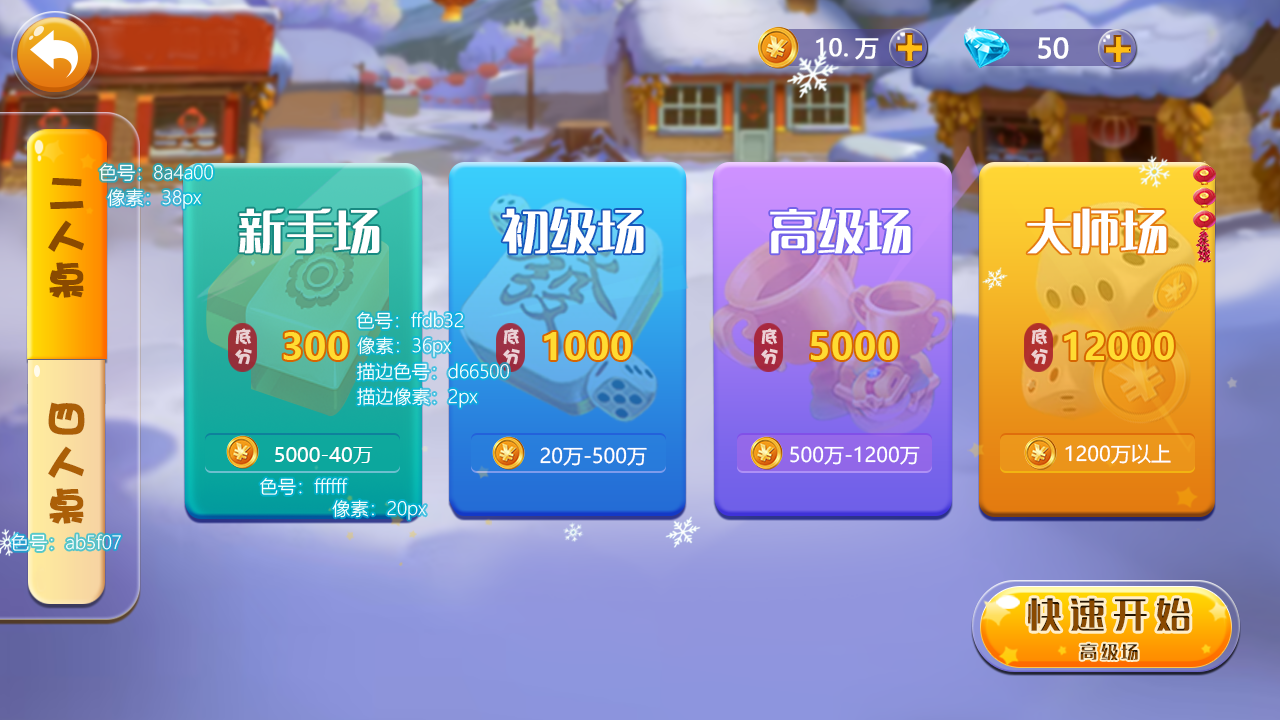 10.万
50
二人桌
色号：8a4a00
像素：38px
四人桌
色号：ab5f07
新手场
底分
300
色号：ffdb32
像素：36px
描边色号：d66500
描边像素：2px
5000-40万
色号：ffffff
像素：20px
初级场
底分
1000
20万-500万
高级场
底分
5000
500万-1200万
大师场
底分
12000
1200万以上
快速开始
高级场